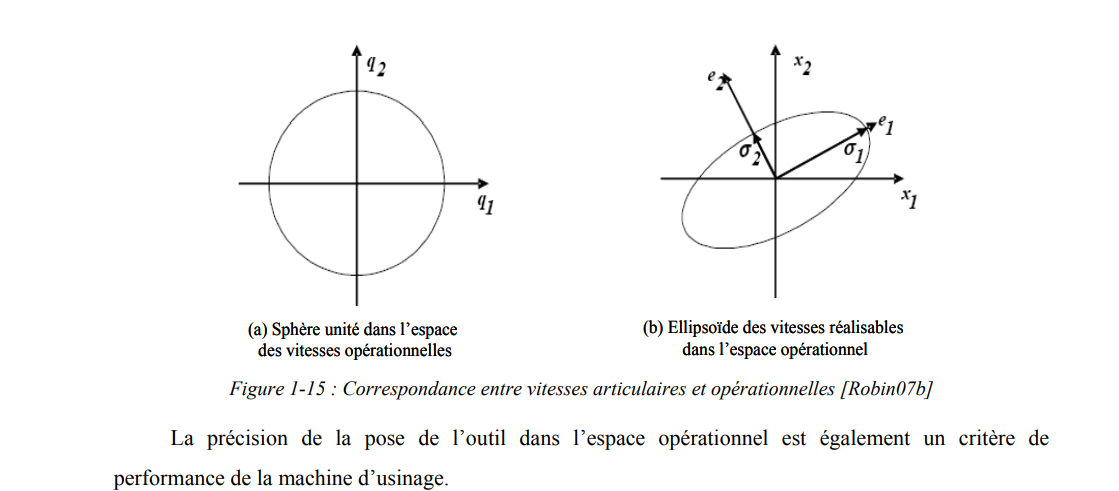 q2
q1
x2
e2
e1
σ2
σ1
x1
(a) Sphère unité dans l’espace
des vitesses opérationnelles
(b) Ellipsoïde des vitesses réalisables
dans l’espace opérationnel
Figure 1-15 : Correspondance entre vitesses articulaires et opérationnelles [Robin07b]
La précision de la pose de l’outil dans l’espace opérationnel est également un critère de
performance de la machine d’usinage.